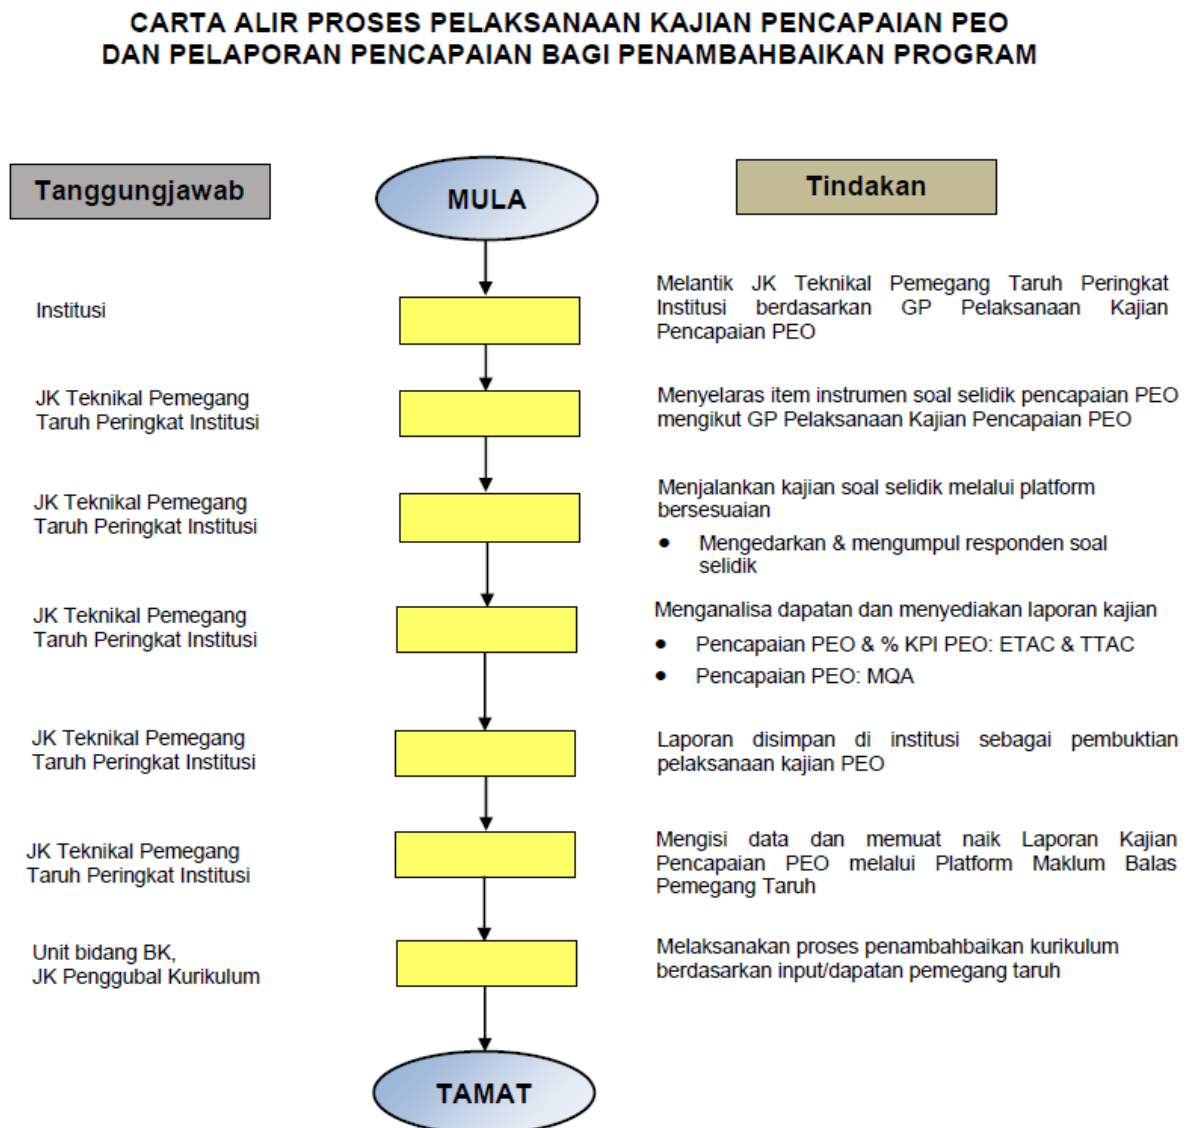 CARTA ALIR PROSES PELAKSANAAN KAJIAN PENCAPAIAN PEO
DAN PELAPORAN PENCAPAIAN BAGI PENAMBAHBAIKAN PROGRAM
Tanggungjawab
MULA
Tindakan
Institusi
Melantik JK Teknikal Pemegang Taruh Peringkat
Institusi berdasarkan GP Pelaksanaan Kajian
Pencapaian PEO
JK Teknikal Pemegang
Taruh Peringkat Institusi
Menyelaras item instrumen soal selidik pencapaian PEO
mengikut GP Pelaksanaan Kajian Pencapaian PEO
JK Teknikal Pemegang
Taruh Peringkat Institusi
Menjalankan kajian soal selidik melalui platform
bersesuaian
• Mengedarkan & mengumpul responden soal
selidik
JK Teknikal Pemegang
Taruh Peringkat Institusi
Menganalisa dapatan dan menyediakan laporan kajian
• Pencapaian PEO & % KPI PEO: ETAC & TTAC
• Pencapaian PEO: MQA
JK Teknikal Pemegang
Taruh Peringkat Institusi
Laporan disimpan di institusi sebagai pembuktian
pelaksanaan kajian PEO
JK Teknikal Pemegang
Taruh Peringkat Institusi
Mengisi data dan memuat naik Laporan Kajian
Pencapaian PEO melalui Platform Maklum Balas
Pemegang Taruh
Unit bidang BK,
JK Penggubal Kurikulum
Melaksanakan proses penambahbaikan kurikulum
berdasarkan input/dapatan pemegang taruh
TAMAT